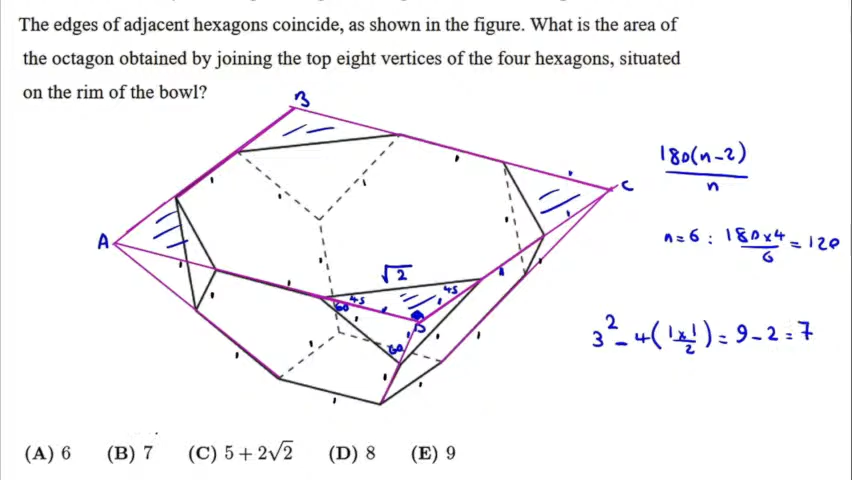 The edges of adjacent hexagons coincide, as shown in the figure. What is the area of
the octagon obtained by joining the top eight vertices of the four hexagons, situated
on the rim of the bowl?
B
180(n-2)/n
C
A
n=6 : 180×4/6 = 120
√2
45
45
60
D
60
3² - 4(1×1/2) = 9 - 2 = 7
(A) 6 (B) 7 (C) 5 + 2√2 (D) 8 (E) 9